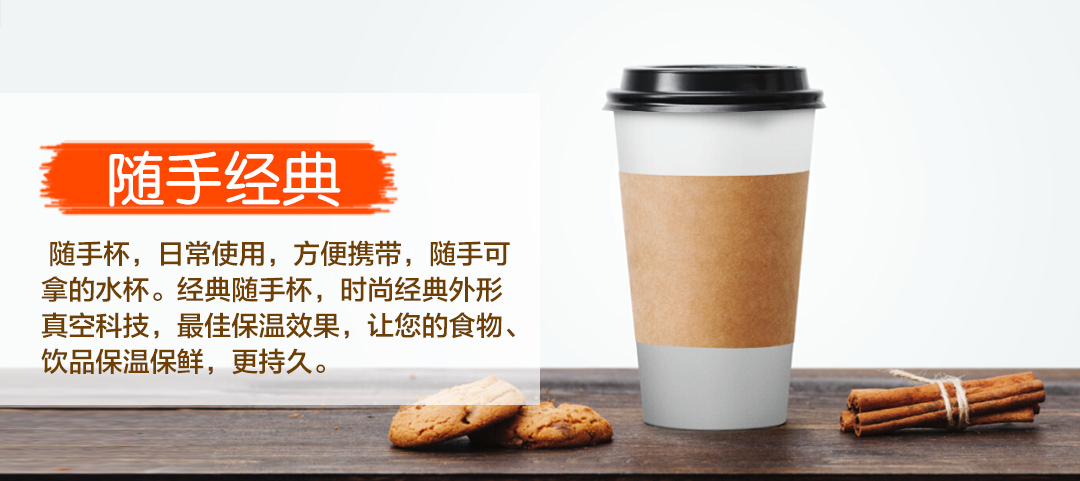 随手经典
随手杯，日常使用，方便携带，随手可
拿的水杯。经典随手杯，时尚经典外形
真空科技，最佳保温效果，让您的食物、
饮品保温保鲜，更持久。